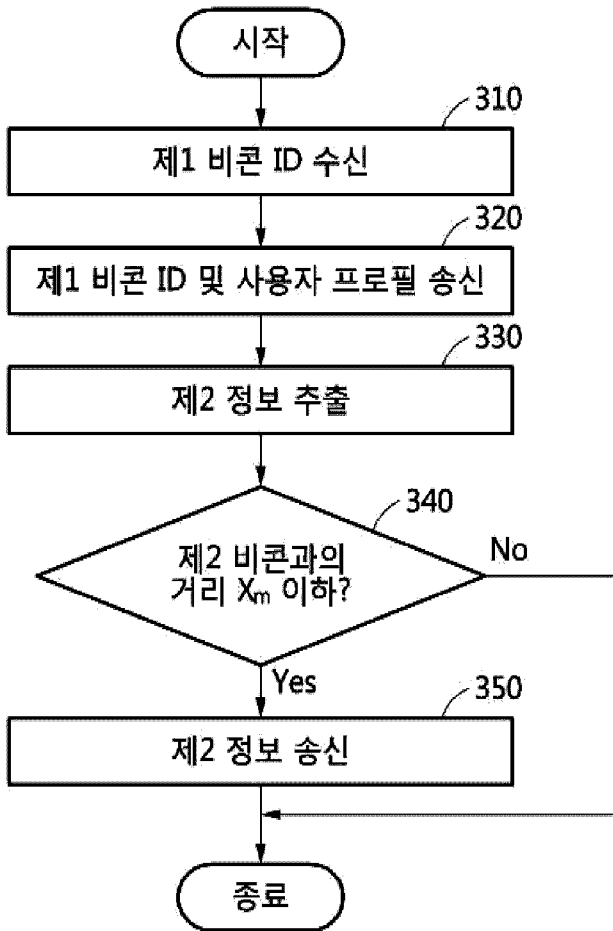 시작
310
제1 비콘 ID 수신
320
제1 비콘 ID 및 사용자 프로필 송신
330
제2 정보 추출
340
제2 비콘과의
거리 Xm 이하?
No
Yes
350
제2 정보 송신
종료